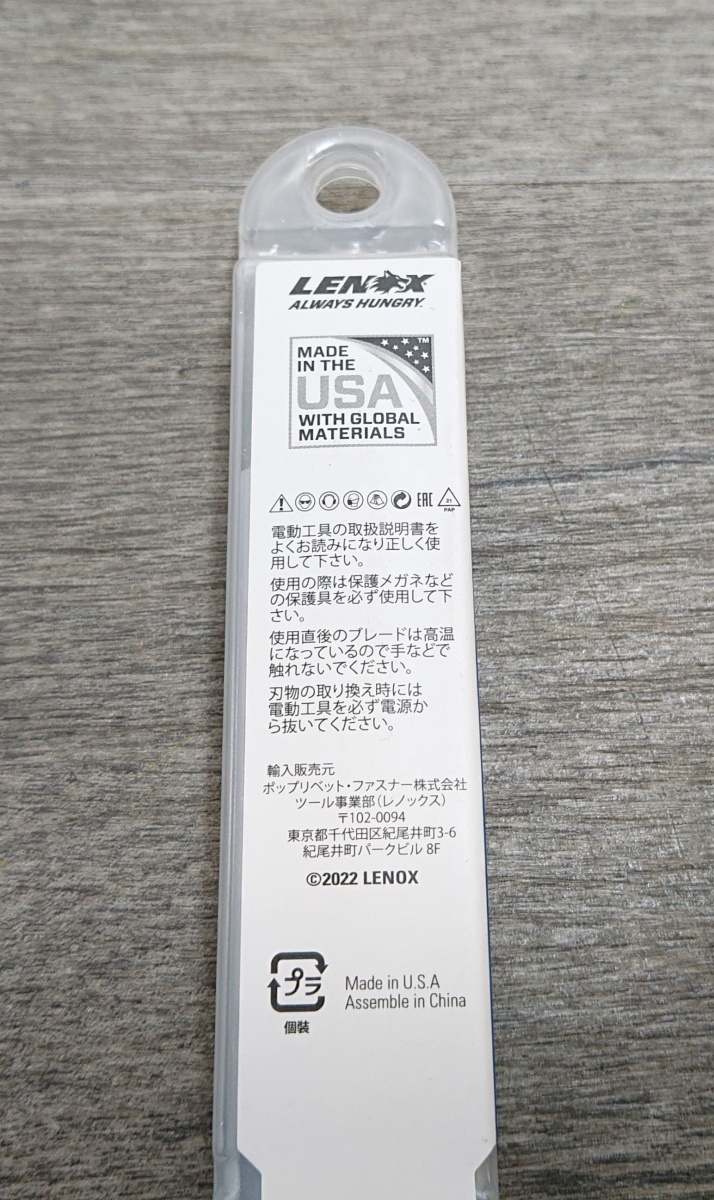 LENOX
ALWAYS HUNGRY.
MADE
IN THE
USA
WITH GLOBAL
MATERIALS
TM
EAC
21
PAP
電動工具の取扱説明書を
よくお読みになり正しく使
用して下さい。
使用の際は保護メガネなど
の保護具を必ず使用して下
さい。
使用直後のブレードは高温
になっているので手などで
触れないでください。
刃物の取り換え時には
電動工具を必ず電源か
ら抜いてください。
輸入販売元
ポップリベット・ファスナー株式会社
ツール事業部(レノックス)
〒102-0094
東京都千代田区紀尾井町3-6
紀尾井町パークビル 8F
©2022 LENOX
プラ
個装
Made in U.S.A
Assemble in China